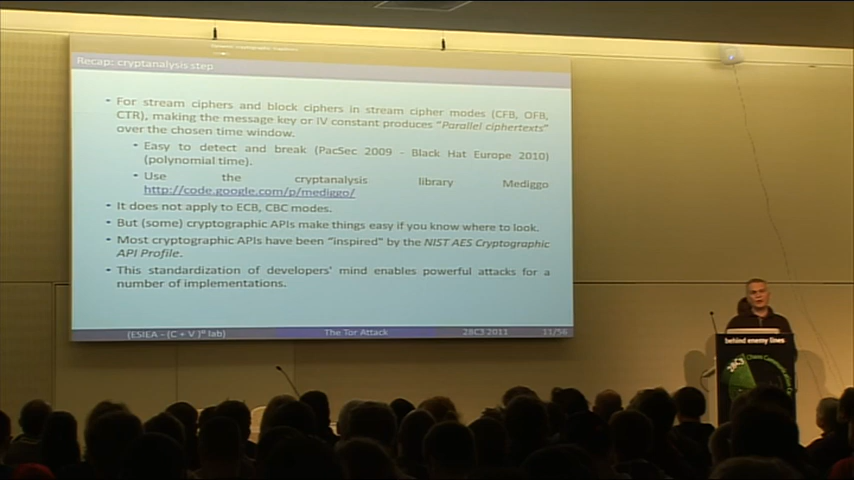 Recap: cryptanalysis step
• For stream ciphers and block ciphers in stream cipher modes (CFB, OFB,
CTR), making the message key or IV constant produces "Parallel ciphertexts"
over the chosen time window.
• Easy to detect and break (PacSec 2009 - Black Hat Europe 2010)
(polynomial time).
• Use the cryptanalysis library Mediggo
http://code.google.com/p/mediggo/
• It does not apply to ECB, CBC modes.
• But (some) cryptographic APIs make things easy if you know where to look.
• Most cryptographic APIs have been "inspired" by the NIST AES Cryptographic
API Profile.
• This standardization of developers' mind enables powerful attacks for a
number of implementations.
(ESIEA - (C + V)° lab) The Tor Attack 28C3 2011 11/56
behind enemy lines